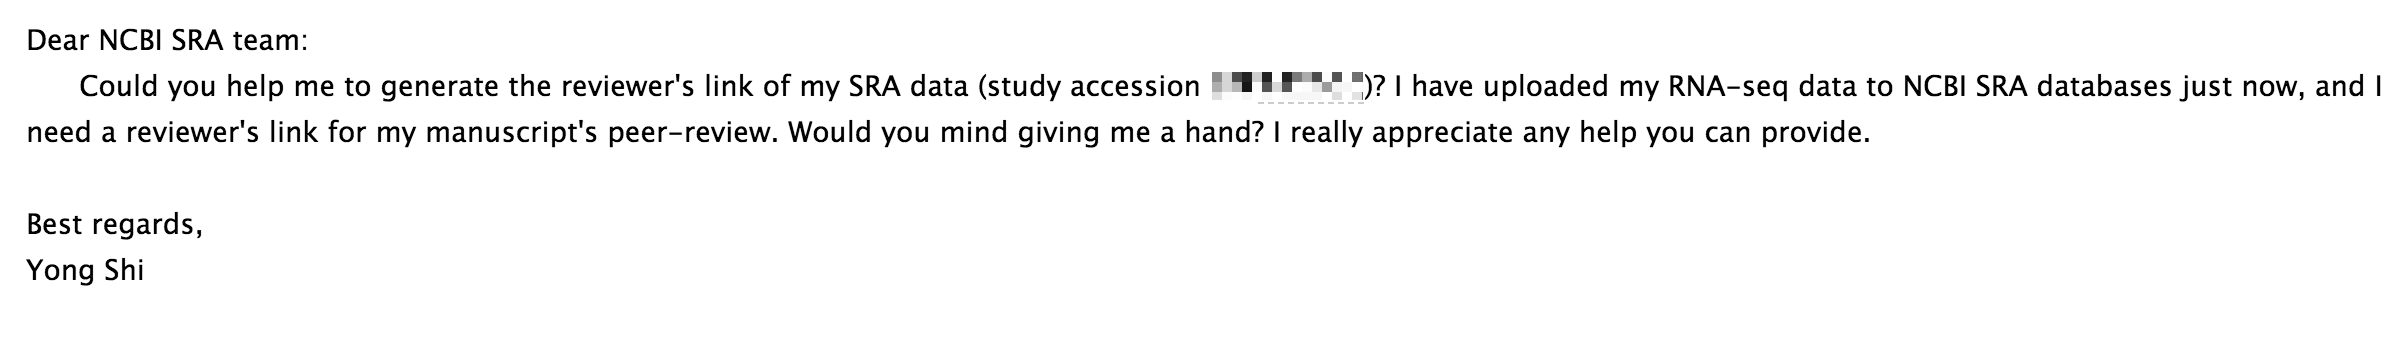 Dear NCBI SRA team:
Could you help me to generate the reviewer's link of my SRA data (study accession )? I have uploaded my RNA-seq data to NCBI SRA databases just now, and I
need a reviewer's link for my manuscript's peer-review. Would you mind giving me a hand? I really appreciate any help you can provide.
Best regards,
Yong Shi